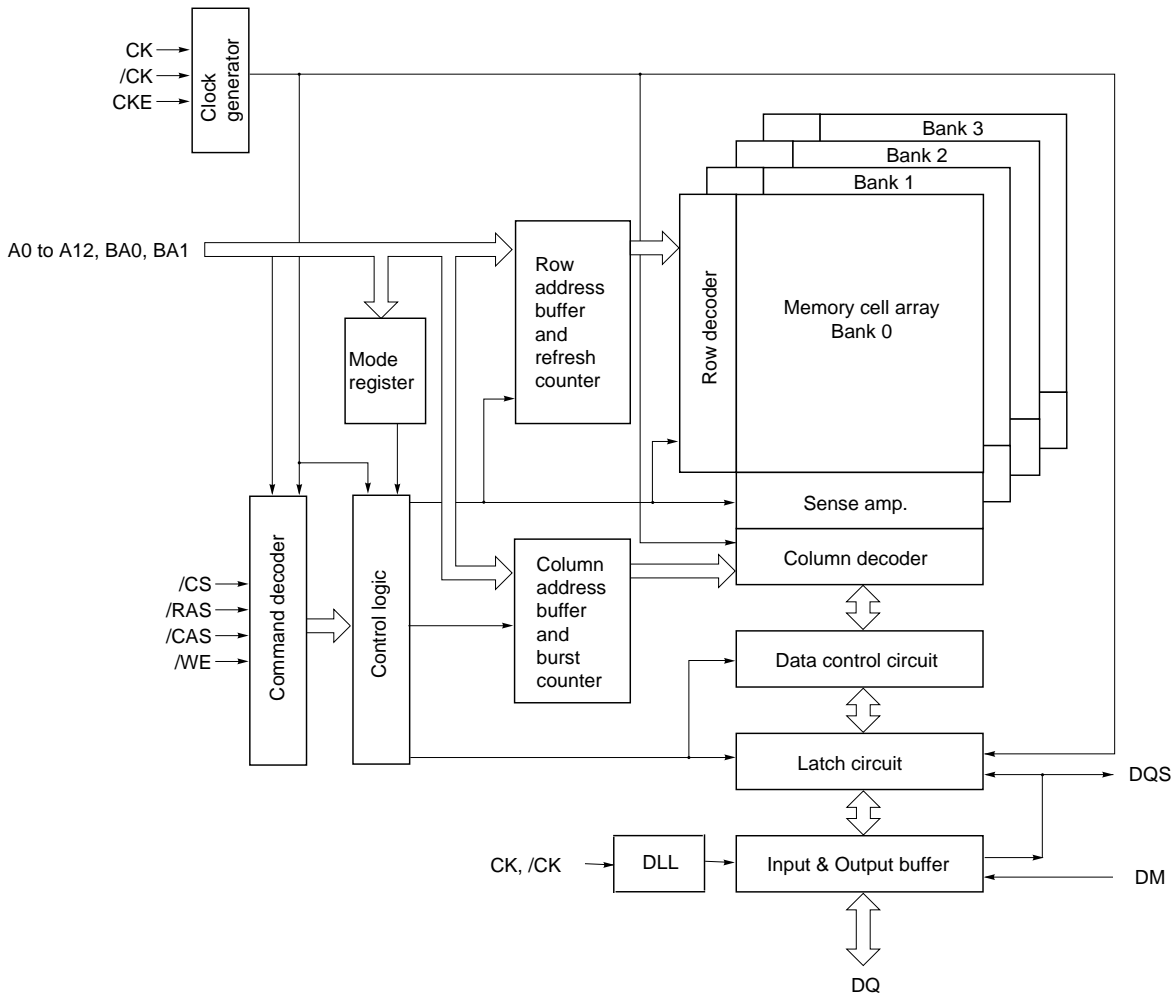 CK
/CK
CKE
Clock
generator
Bank 3
Bank 2
Bank 1
A0 to A12, BA0, BA1
Row
address
buffer
and
refresh
counter
Row decoder
Memory cell array
Bank 0
Mode
register
Sense amp.
Column decoder
/CS
/RAS
/CAS
/WE
Command decoder
Control logic
Column
address
buffer
and
burst
counter
Data control circuit
Latch circuit
DQS
CK, /CK
DLL
Input & Output buffer
DM
DQ